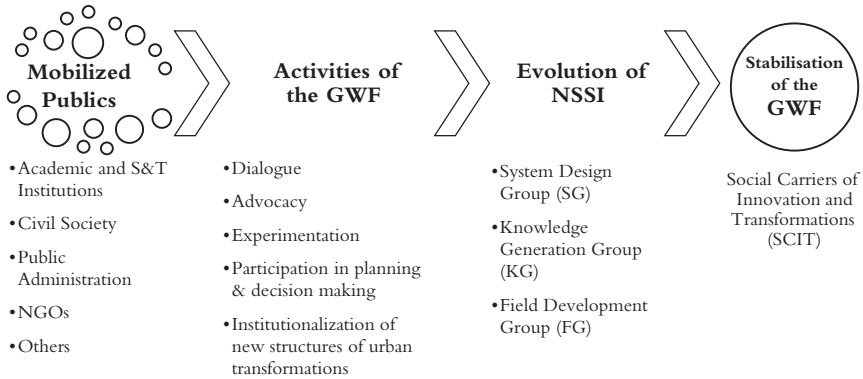 Mobilized
Publics
•Academic and S&T
Institutions
•Civil Society
•Public
Administration
•NGOs
•Others
Activities of
the GWF
•Dialogue
•Advocacy
•Experimentation
•Participation in planning
& decision making
•Institutionalization of
new structures of urban
transformations
Evolution of
NSSI
•System Design
Group (SG)
•Knowledge
Generation Group
(KG)
•Field Development
Group (FG)
Stabilisation
of the
GWF
Social Carriers of
Innovation and
Transformations
(SCIT)